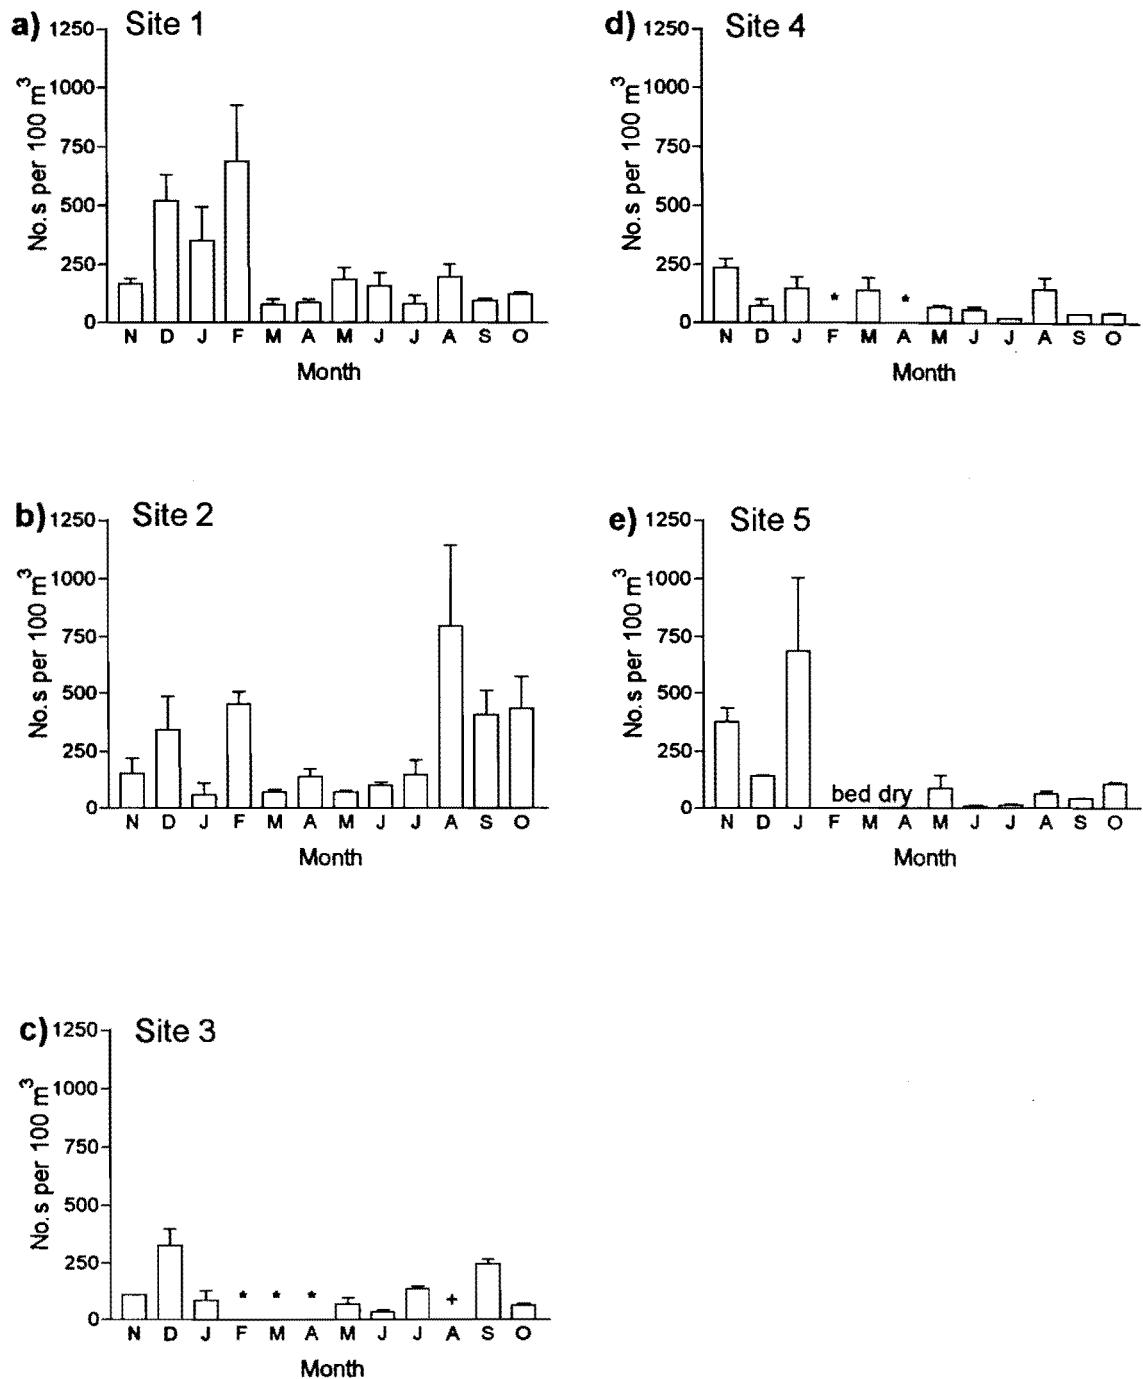 a) Site 1
1250
1000
750
500
250
0
No.s per 100 m³
N D J F M A M J J A S O
Month
b) Site 2
1250
1000
750
500
250
0
No.s per 100 m³
N D J F M A M J J A S O
Month
c) Site 3
1250
1000
750
500
250
0
No.s per 100 m³
* * * +
N D J F M A M J J A S O
Month
d) Site 4
1250
1000
750
500
250
0
No.s per 100 m³
* *
N D J F M A M J J A S O
Month
e) Site 5
1250
1000
750
500
250
0
No.s per 100 m³
bed dry
N D J F M A M J J A S O
Month